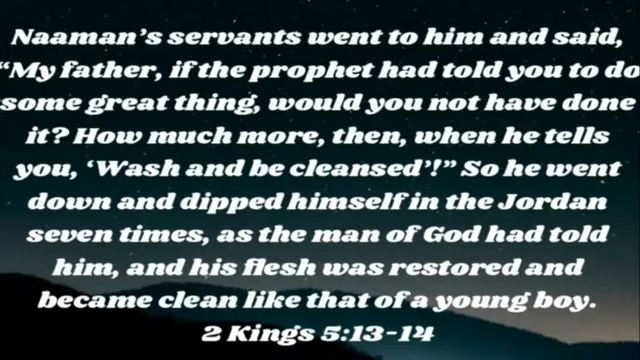 Naaman's servants went to him and said,
“My father, if the prophet had told you to do
some great thing, would you not have done
it? How much more, then, when he tells
you, ‘Wash and be cleansed’!” So he went
down and dipped himself in the Jordan
seven times, as the man of God had told
him, and his flesh was restored and
became clean like that of a young boy.
2 Kings 5:13-14